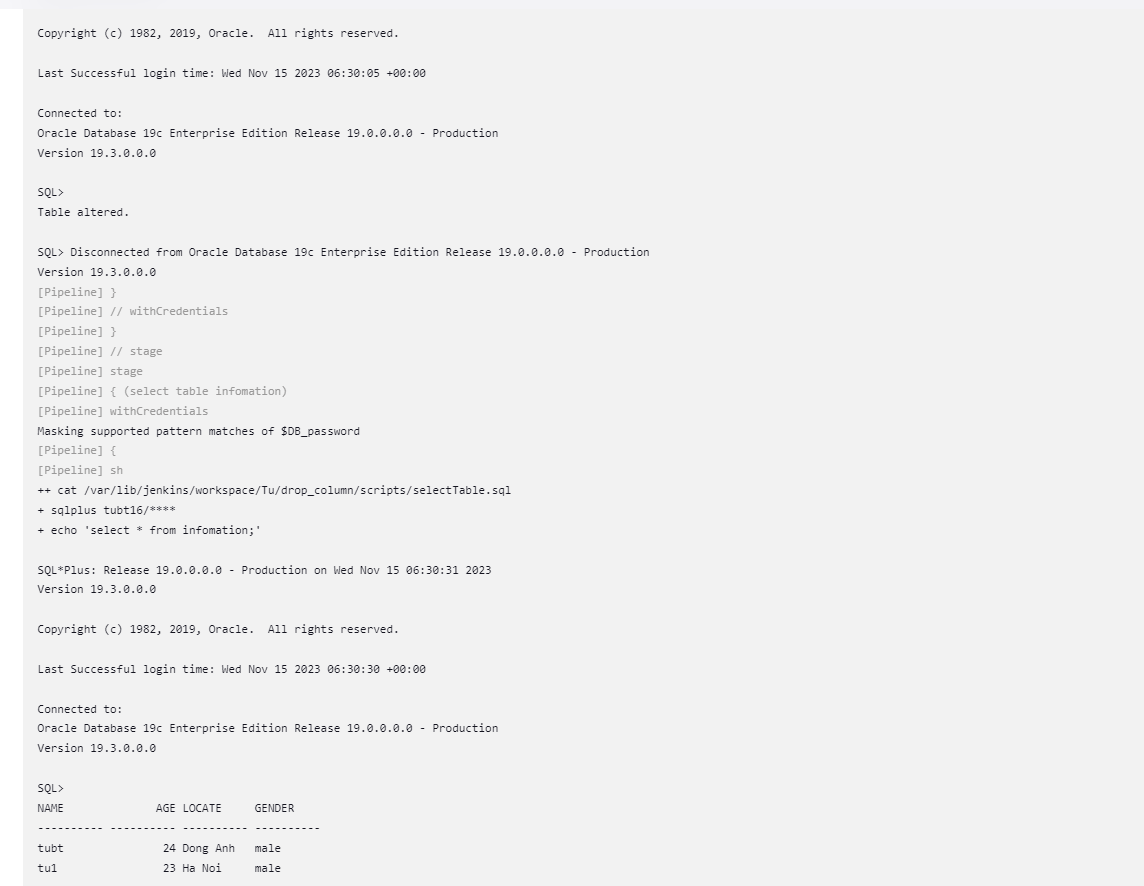 Copyright (c) 1982, 2019, Oracle.  All rights reserved.
Last Successful login time: Wed Nov 15 2023 06:30:05 +00:00
Connected to:
Oracle Database 19c Enterprise Edition Release 19.0.0.0.0 - Production
Version 19.3.0.0.0
SQL>
Table altered.
SQL> Disconnected from Oracle Database 19c Enterprise Edition Release 19.0.0.0.0 - Production
Version 19.3.0.0.0
[Pipeline] }
[Pipeline] // withCredentials
[Pipeline] }
[Pipeline] // stage
[Pipeline] stage
[Pipeline] { (select table infomation)
[Pipeline] withCredentials
Masking supported pattern matches of $DB_password
[Pipeline] {
[Pipeline] sh
++ cat /var/lib/jenkins/workspace/Tu/drop_column/scripts/selectTable.sql
+ sqlplus tubt16/****
+ echo 'select * from infomation;'
SQL*Plus: Release 19.0.0.0.0 - Production on Wed Nov 15 06:30:31 2023
Version 19.3.0.0.0
Copyright (c) 1982, 2019, Oracle.  All rights reserved.
Last Successful login time: Wed Nov 15 2023 06:30:30 +00:00
Connected to:
Oracle Database 19c Enterprise Edition Release 19.0.0.0.0 - Production
Version 19.3.0.0.0
SQL>
NAME              AGE LOCATE     GENDER
---------- ---------- ---------- ----------
tubt               24 Dong Anh   male
tu1                23 Ha Noi     male